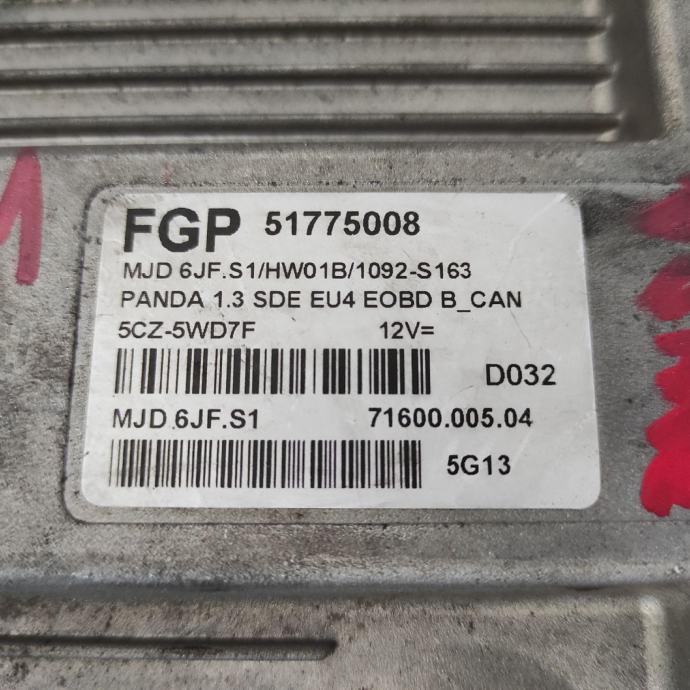 M
FGP 51775008
MJD 6JF.S1/HW01B/1092-S163
PANDA 1.3 SDE EU4 EOBD B_CAN
5CZ-5WD7F 12V=
D032
MJD 6JF.S1 71600.005.04
5G13